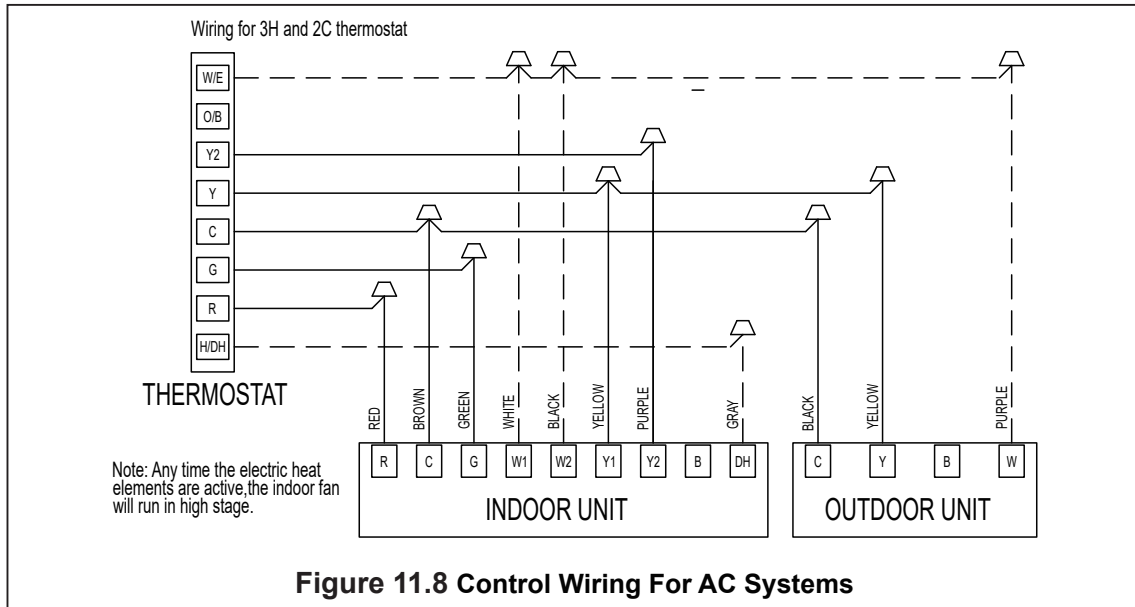 Wiring for 3H and 2C thermostat
W/E
O/B
Y2
Y
C
G
R
H/DH
THERMOSTAT
RED
BROWN
GREEN
WHITE
BLACK
YELLOW
PURPLE
GRAY
BLACK
YELLOW
PURPLE
R C G W1 W2 Y1 Y2 B DH
C Y B W
INDOOR UNIT
OUTDOOR UNIT
Note: Any time the electric heat
elements are active,the indoor fan
will run in high stage.
Figure 11.8 Control Wiring For AC Systems